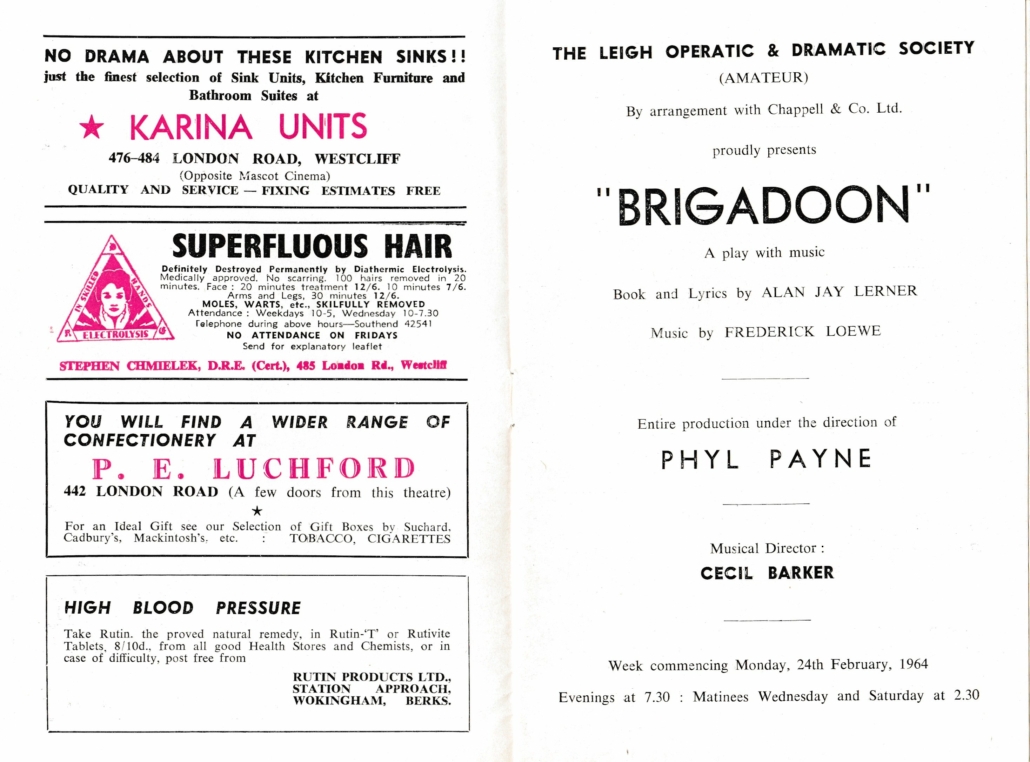 NO DRAMA ABOUT THESE KITCHEN SINKS!!
just the finest selection of Sink Units, Kitchen Furniture and
Bathroom Suites at
★ KARINA UNITS
476–484 LONDON ROAD, WESTCLIFF
(Opposite Mascot Cinema)
QUALITY AND SERVICE — FIXING ESTIMATES FREE
SUPERFLUOUS HAIR
Definitely Destroyed Permanently by Diathermic Electrolysis.
Medically approved. No scarring. 100 hairs removed in 20
minutes. Face : 20 minutes treatment 12/6. 10 minutes 7/6.
Arms and Legs, 30 minutes 12/6.
MOLES, WARTS, etc., SKILFULLY REMOVED
Attendance : Weekdays 10-5, Wednesday 10-7.30
Telephone during above hours—Southend 42541
NO ATTENDANCE ON FRIDAYS
Send for explanatory leaflet
IN SKILLED HANDS
ELECTROLYSIS
STEPHEN CHMIELEK, D.R.E. (Cert.), 485 London Rd., Westcliff
YOU WILL FIND A WIDER RANGE OF
CONFECTIONERY AT
P. E. LUCHFORD
442 LONDON ROAD (A few doors from this theatre)
★
For an Ideal Gift see our Selection of Gift Boxes by Suchard,
Cadbury's, Mackintosh's, etc. : TOBACCO, CIGARETTES
HIGH BLOOD PRESSURE
Take Rutin. the proved natural remedy, in Rutin-'T' or Rutivite
Tablets, 8/10d., from all good Health Stores and Chemists, or in
case of difficulty, post free from
RUTIN PRODUCTS LTD.,
STATION APPROACH,
WOKINGHAM, BERKS.
THE LEIGH OPERATIC & DRAMATIC SOCIETY
(AMATEUR)
By arrangement with Chappell & Co. Ltd.
proudly presents
"BRIGADOON"
A play with music
Book and Lyrics by ALAN JAY LERNER
Music by FREDERICK LOEWE
Entire production under the direction of
PHYL PAYNE
Musical Director :
CECIL BARKER
Week commencing Monday, 24th February, 1964
Evenings at 7.30 : Matinees Wednesday and Saturday at 2.30